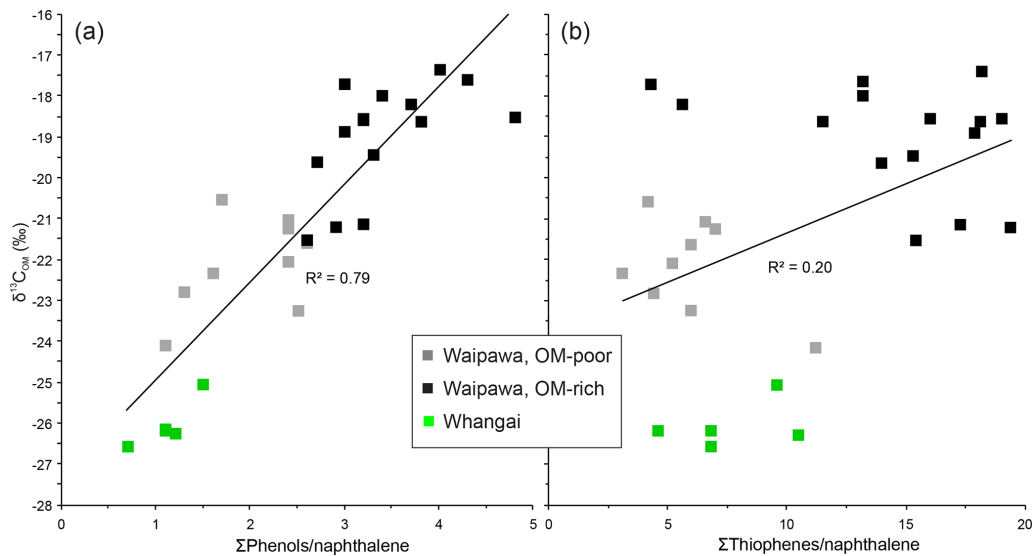 (a)
(b)
-16
-17
-18
-19
-20
-21
-22
-23
-24
-25
-26
-27
-28
δ¹³C_OM (‰)
R² = 0.79
R² = 0.20
Waipawa, OM-poor
Waipawa, OM-rich
Whangai
0 1 2 3 4 5
0 5 10 15 20
ΣPhenols/naphthalene
ΣThiophenes/naphthalene